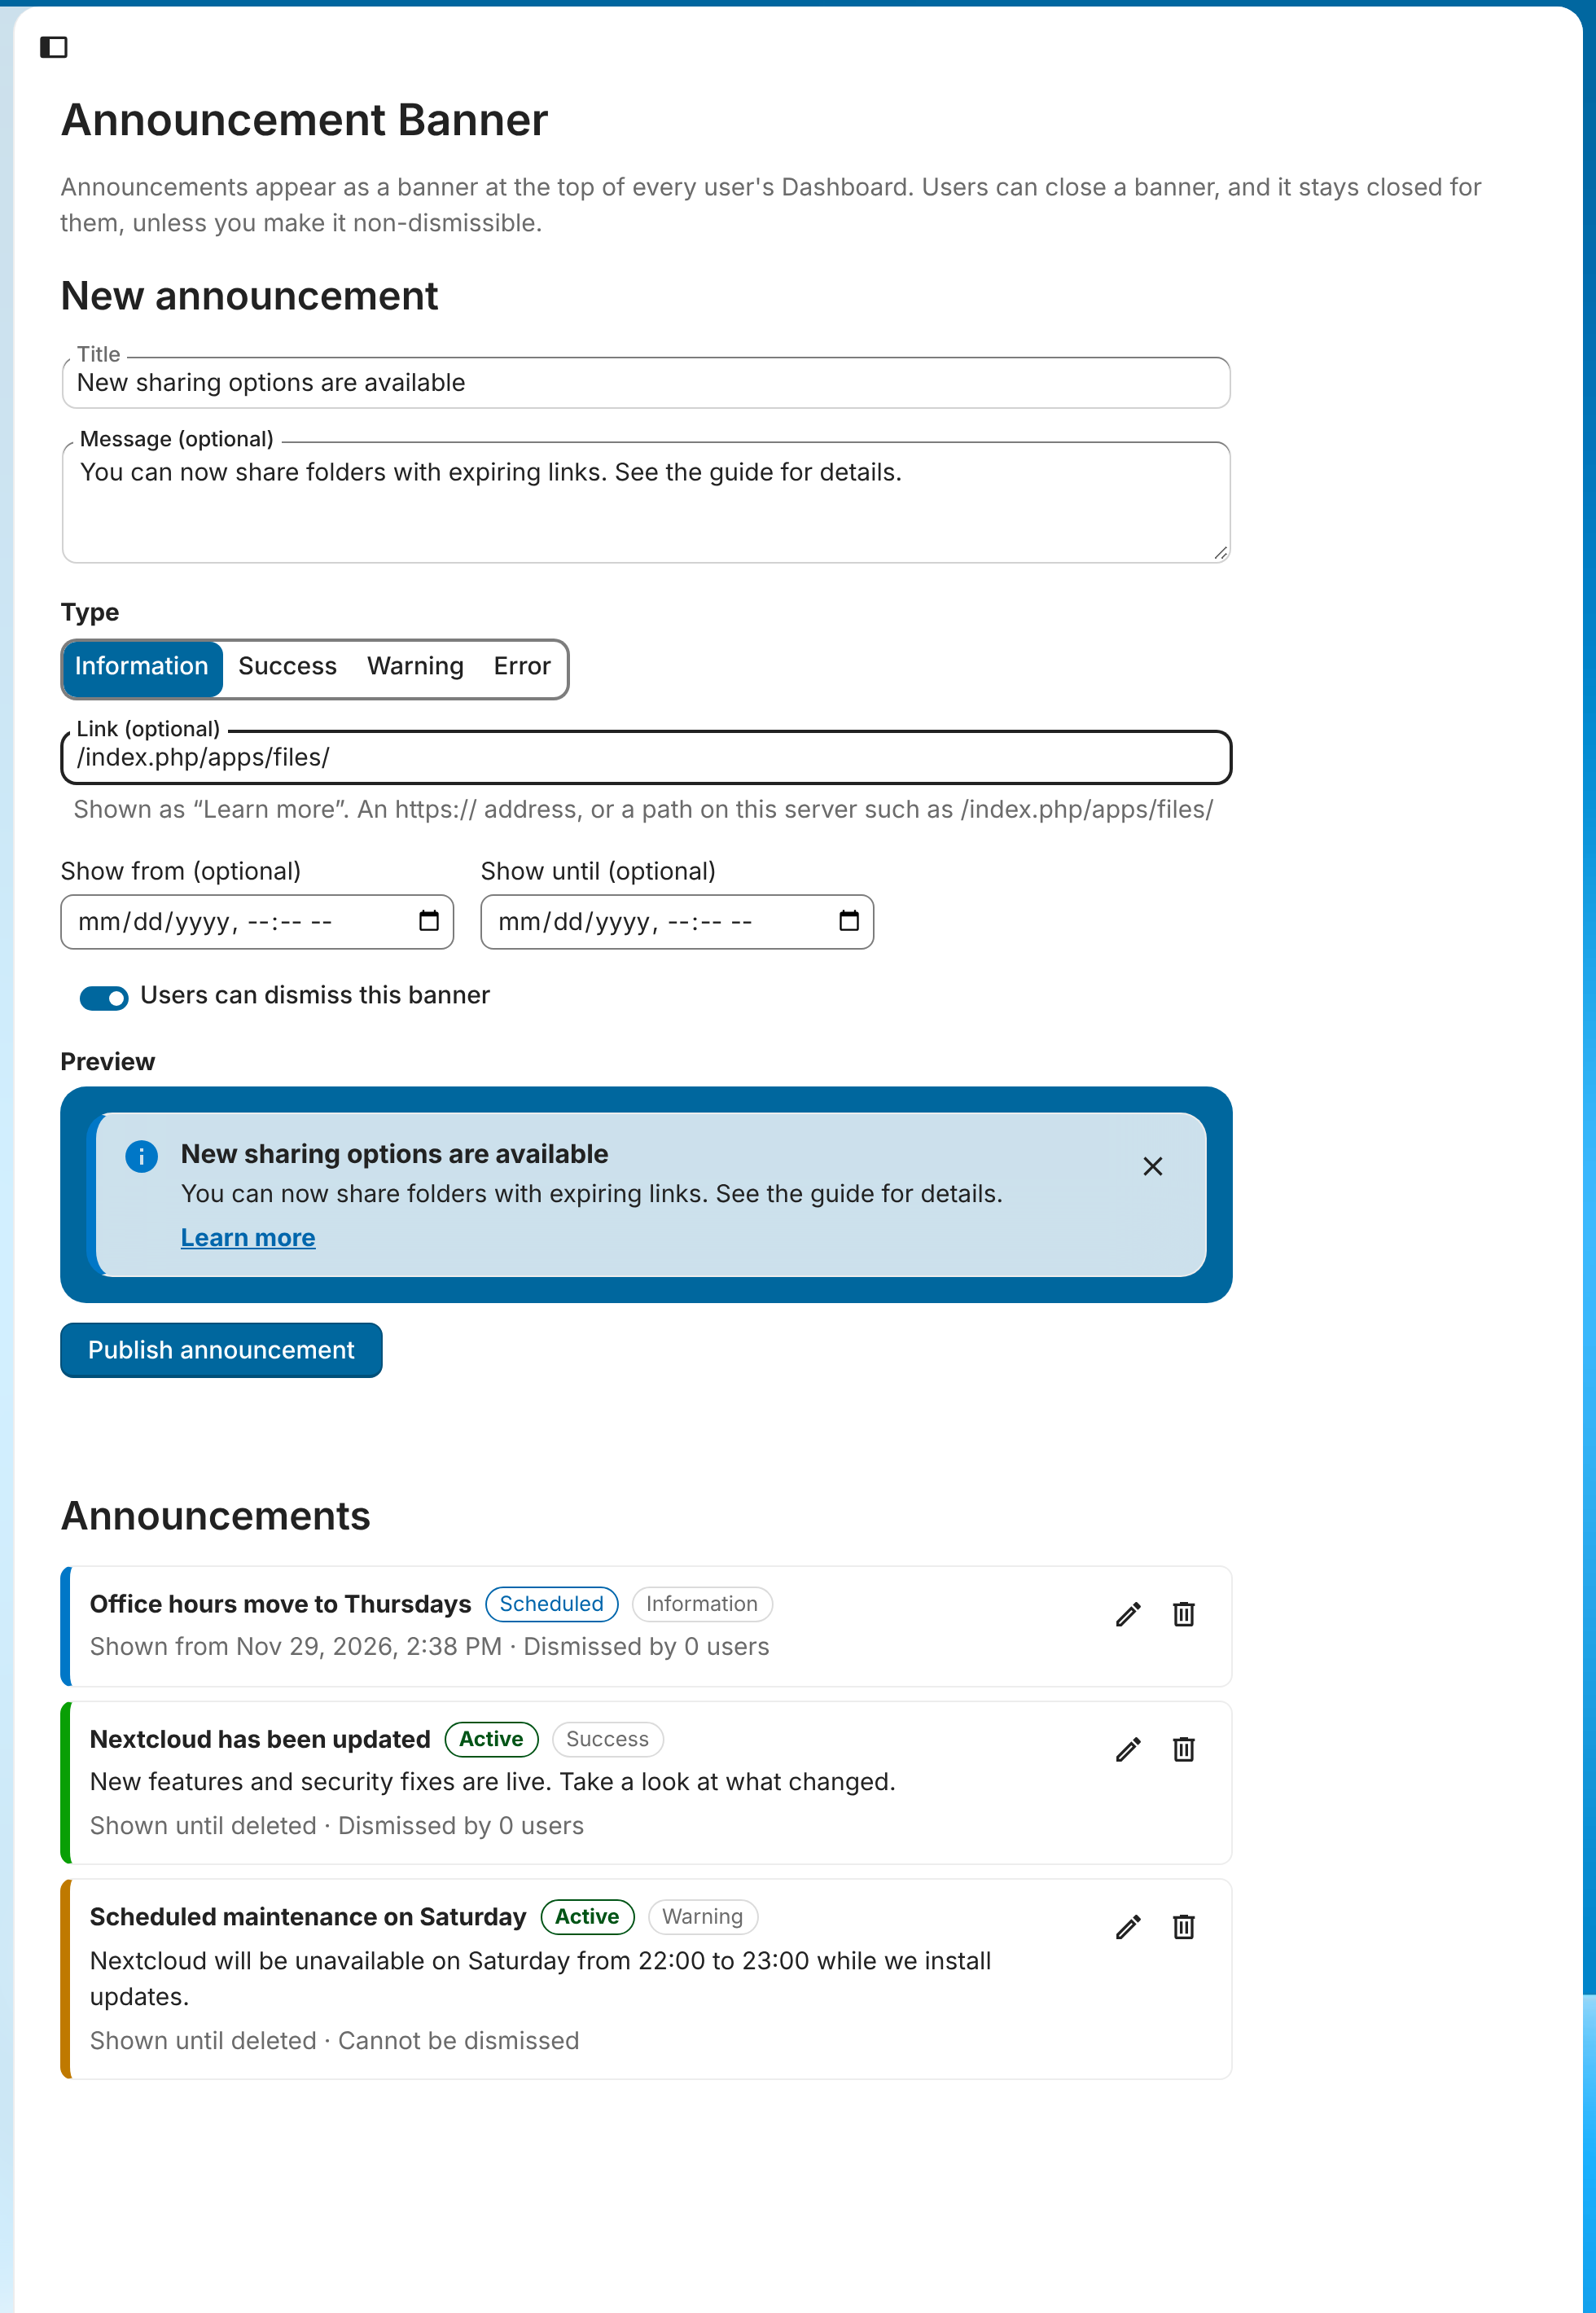 Announcement Banner
Announcements appear as a banner at the top of every user's Dashboard. Users can close a banner, and it stays closed for
them, unless you make it non-dismissible.
New announcement
Title
New sharing options are available
Message (optional)
You can now share folders with expiring links. See the guide for details.
Type
Information Success Warning Error
Link (optional)
/index.php/apps/files/
Shown as “Learn more”. An https:// address, or a path on this server such as /index.php/apps/files/
Show from (optional) Show until (optional)
mm/dd/yyyy, --:-- -- mm/dd/yyyy, --:-- --
Users can dismiss this banner
Preview
New sharing options are available
You can now share folders with expiring links. See the guide for details.
Learn more
Publish announcement
Announcements
Office hours move to Thursdays Scheduled Information
Shown from Nov 29, 2026, 2:38 PM · Dismissed by 0 users
Nextcloud has been updated Active Success
New features and security fixes are live. Take a look at what changed.
Shown until deleted · Dismissed by 0 users
Scheduled maintenance on Saturday Active Warning
Nextcloud will be unavailable on Saturday from 22:00 to 23:00 while we install
updates.
Shown until deleted · Cannot be dismissed